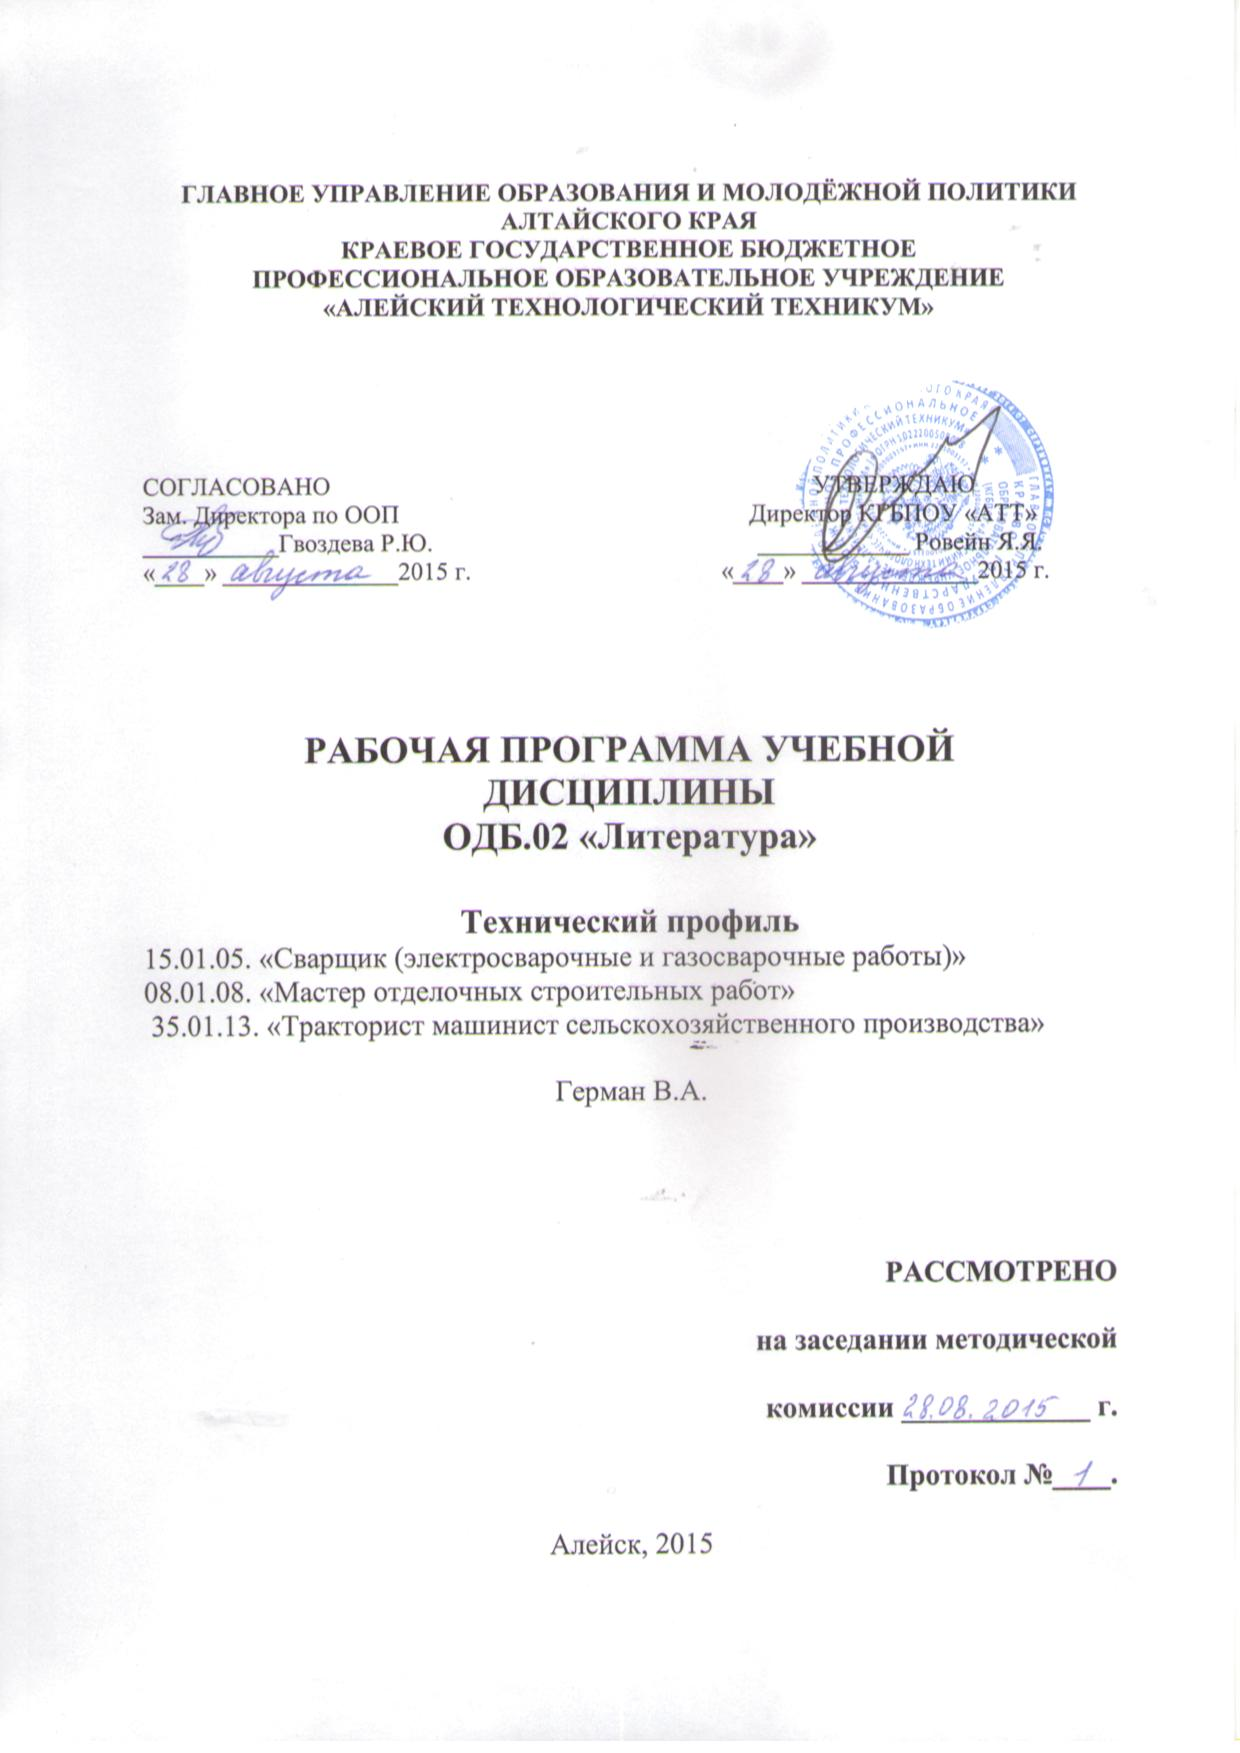 ГЛАВНОЕ УПРАВЛЕНИЕ ОБРАЗОВАНИЯ И МОЛОДЁЖНОЙ ПОЛИТИКИ
АЛТАЙСКОГО КРАЯ
КРАЕВОЕ ГОСУДАРСТВЕННОЕ БЮДЖЕТНОЕ
ПРОФЕССИОНАЛЬНОЕ ОБРАЗОВАТЕЛЬНОЕ УЧРЕЖДЕНИЕ
«АЛЕЙСКИЙ ТЕХНОЛОГИЧЕСКИЙ ТЕХНИКУМ»
СОГЛАСОВАНО
Зам. Директора по ООП
Гвоздева Р.Ю.
«28» августа 2015 г.
УТВЕРЖДАЮ
Директор КГБПОУ «АТТ»
Ровейн Я.Я.
«28» августа 2015 г.
РАБОЧАЯ ПРОГРАММА УЧЕБНОЙ
ДИСЦИПЛИНЫ
ОДБ.02 «Литература»
Технический профиль
15.01.05. «Сварщик (электросварочные и газосварочные работы)»
08.01.08. «Мастер отделочных строительных работ»
35.01.13. «Тракторист машинист сельскохозяйственного производства»
Герман В.А.
РАССМОТРЕНО
на заседании методической
комиссии 28.08.2015 г.
Протокол № 1.
Алейск, 2015